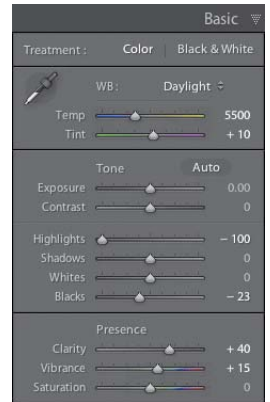 Basic
Treatment : Color Black & White
WB : Daylight
Temp 5500
Tint + 10
Tone Auto
Exposure 0.00
Contrast 0
Highlights – 100
Shadows 0
Whites 0
Blacks – 23
Presence
Clarity + 40
Vibrance + 15
Saturation 0